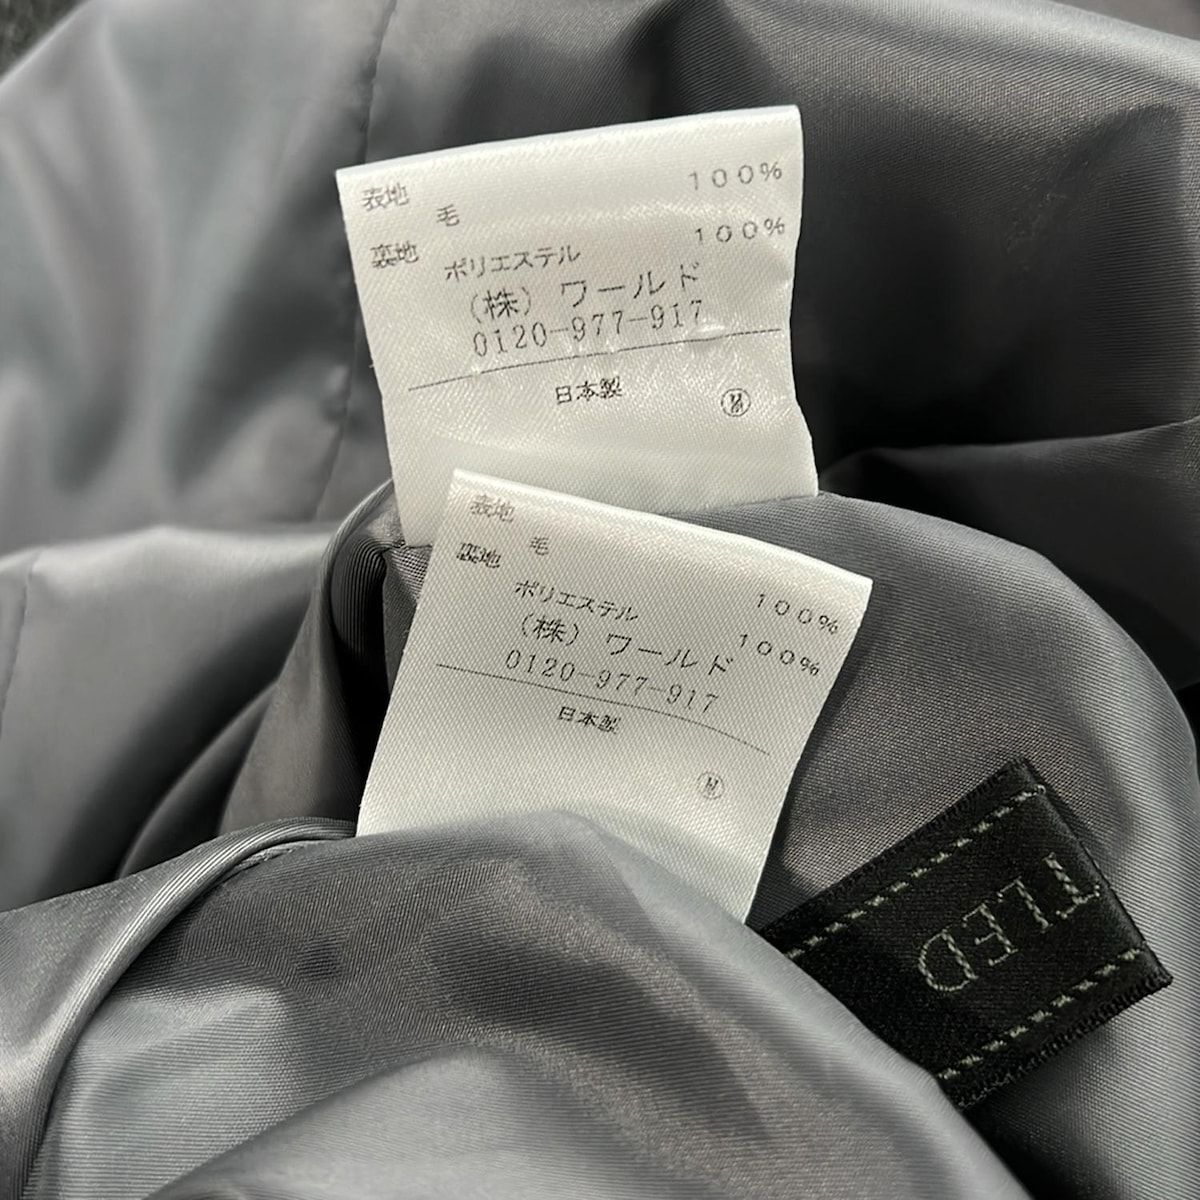 表地
毛 100%
裏地
ポリエステル 100%
(株) ワールド
0120-977-917
日本製
表地
毛 100%
裏地
ポリエステル 100%
(株) ワールド
0120-977-917
日本製
TLED